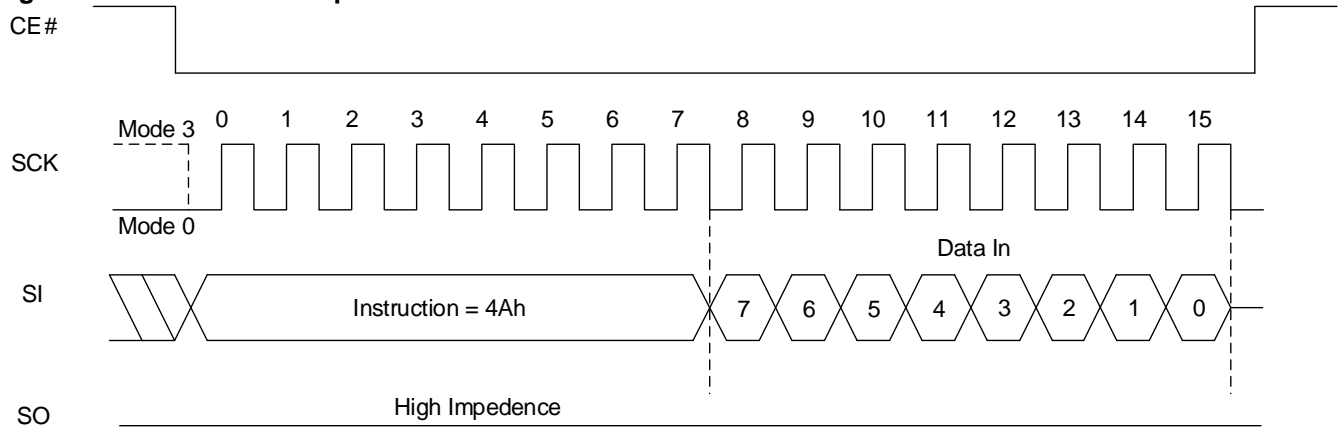 CE#
Mode 3
0 1 2 3 4 5 6 7 8 9 10 11 12 13 14 15
SCK
Mode 0
Data In
SI
Instruction = 4Ah
7 6 5 4 3 2 1 0
High Impedence
SO